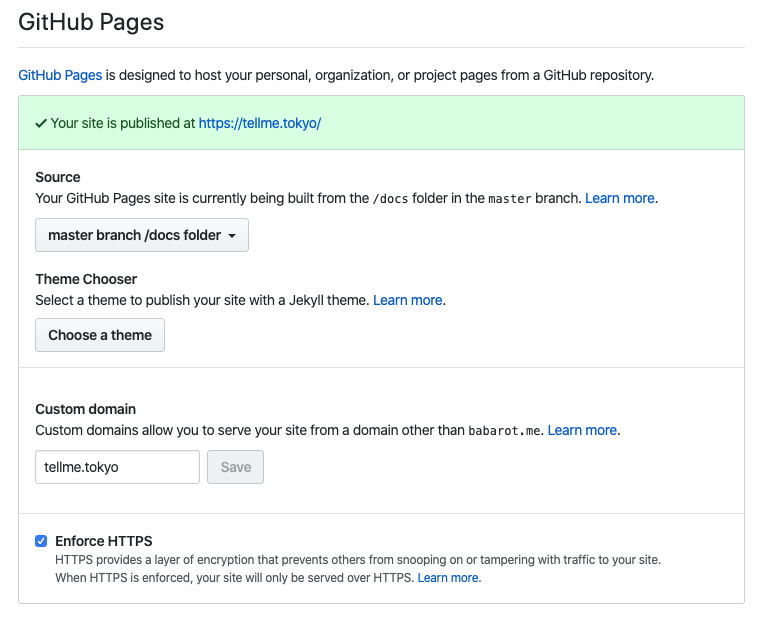 GitHub Pages
GitHub Pages is designed to host your personal, organization, or project pages from a GitHub repository.
✓ Your site is published at https://tellme.tokyo/
Source
Your GitHub Pages site is currently being built from the /docs folder in the master branch. Learn more.
master branch /docs folder
Theme Chooser
Select a theme to publish your site with a Jekyll theme. Learn more.
Choose a theme
Custom domain
Custom domains allow you to serve your site from a domain other than babarot.me. Learn more.
tellme.tokyo Save
Enforce HTTPS
HTTPS provides a layer of encryption that prevents others from snooping on or tampering with traffic to your site.
When HTTPS is enforced, your site will only be served over HTTPS. Learn more.